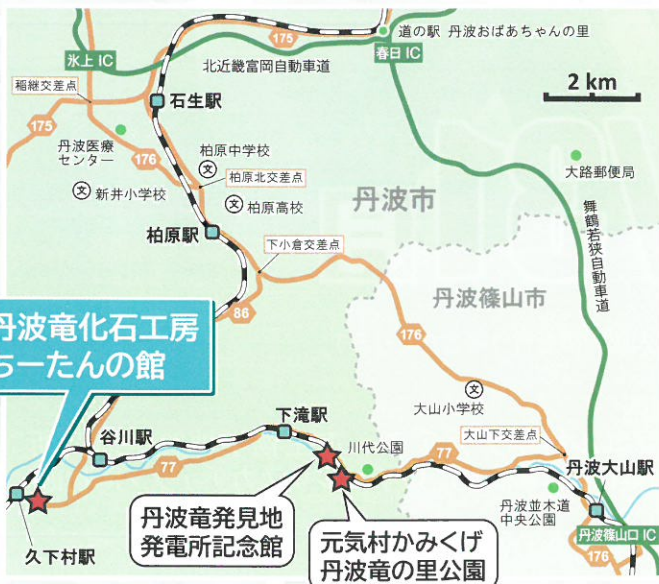 175
道の駅 丹波おばあちゃんの里
氷上 IC
春日 IC
北近畿豊岡自動車道
2 km
稲継交差点
石生駅
175
丹波医療
センター
176
柏原中学校
文
柏原北交差点
大路郵便局
文 新井小学校
文 柏原高校
丹波市
舞鶴若狭自動車道
柏原駅
下小倉交差点
丹波篠山市
86
176
丹波竜化石工房
ちーたんの館
文
大山小学校
下滝駅
谷川駅
川代公園
大山下交差点
77
77
丹波大山駅
丹波竜発見地
発電所記念館
丹波並木道
中央公園
元気村かみくげ
丹波竜の里公園
丹波篠山口 IC
久下村駅
176